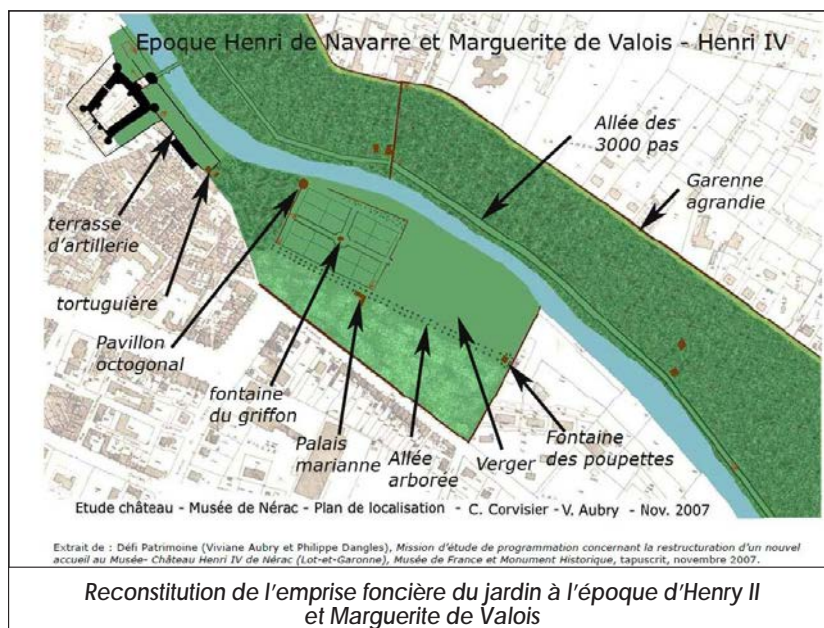 Epoque Henri de Navarre et Marguerite de Valois - Henri IV
Allée des
3000 pas
Garenne
agrandie
terrasse
d'artillerie
tortuguière
Pavillon
octogonal
fontaine
du griffon
Palais
marianne
Allée
arborée
Verger
Fontaine
des poupettes
Etude château - Musée de Nérac - Plan de localisation - C. Corvisier - V. Aubry - Nov. 2007
Extrait de : Défi Patrimoine (Viviane Aubry et Philippe Dangles), Mission d'étude de programmation concernant la restructuration d'un nouvel
accueil au Musée- Château Henri IV de Nérac (Lot-et-Garonne), Musée de France et Monument Historique, tapuscrit, novembre 2007.
Reconstitution de l'emprise foncière du jardin à l'époque d'Henry II
et Marguerite de Valois